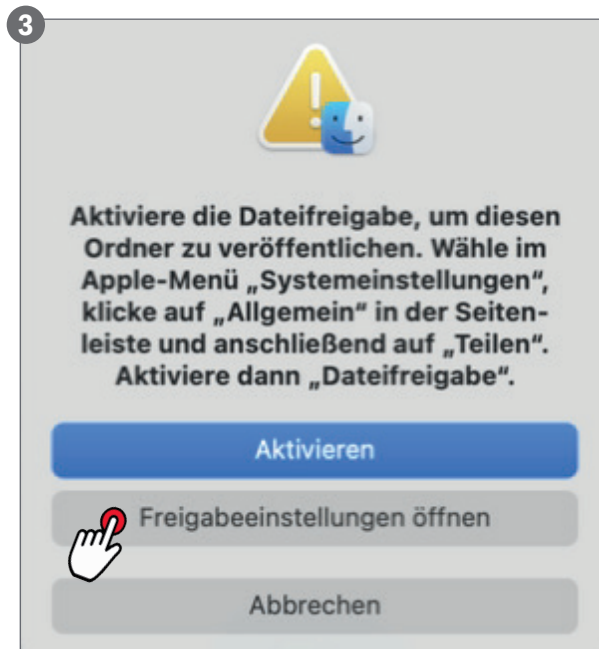 3
Aktiviere die Dateifreigabe, um diesen
Ordner zu veröffentlichen. Wähle im
Apple-Menü „Systemeinstellungen“,
klicke auf „Allgemein“ in der Seiten-
leiste und anschließend auf „Teilen“.
Aktiviere dann „Dateifreigabe“.
Aktivieren
Freigabeeinstellungen öffnen
Abbrechen